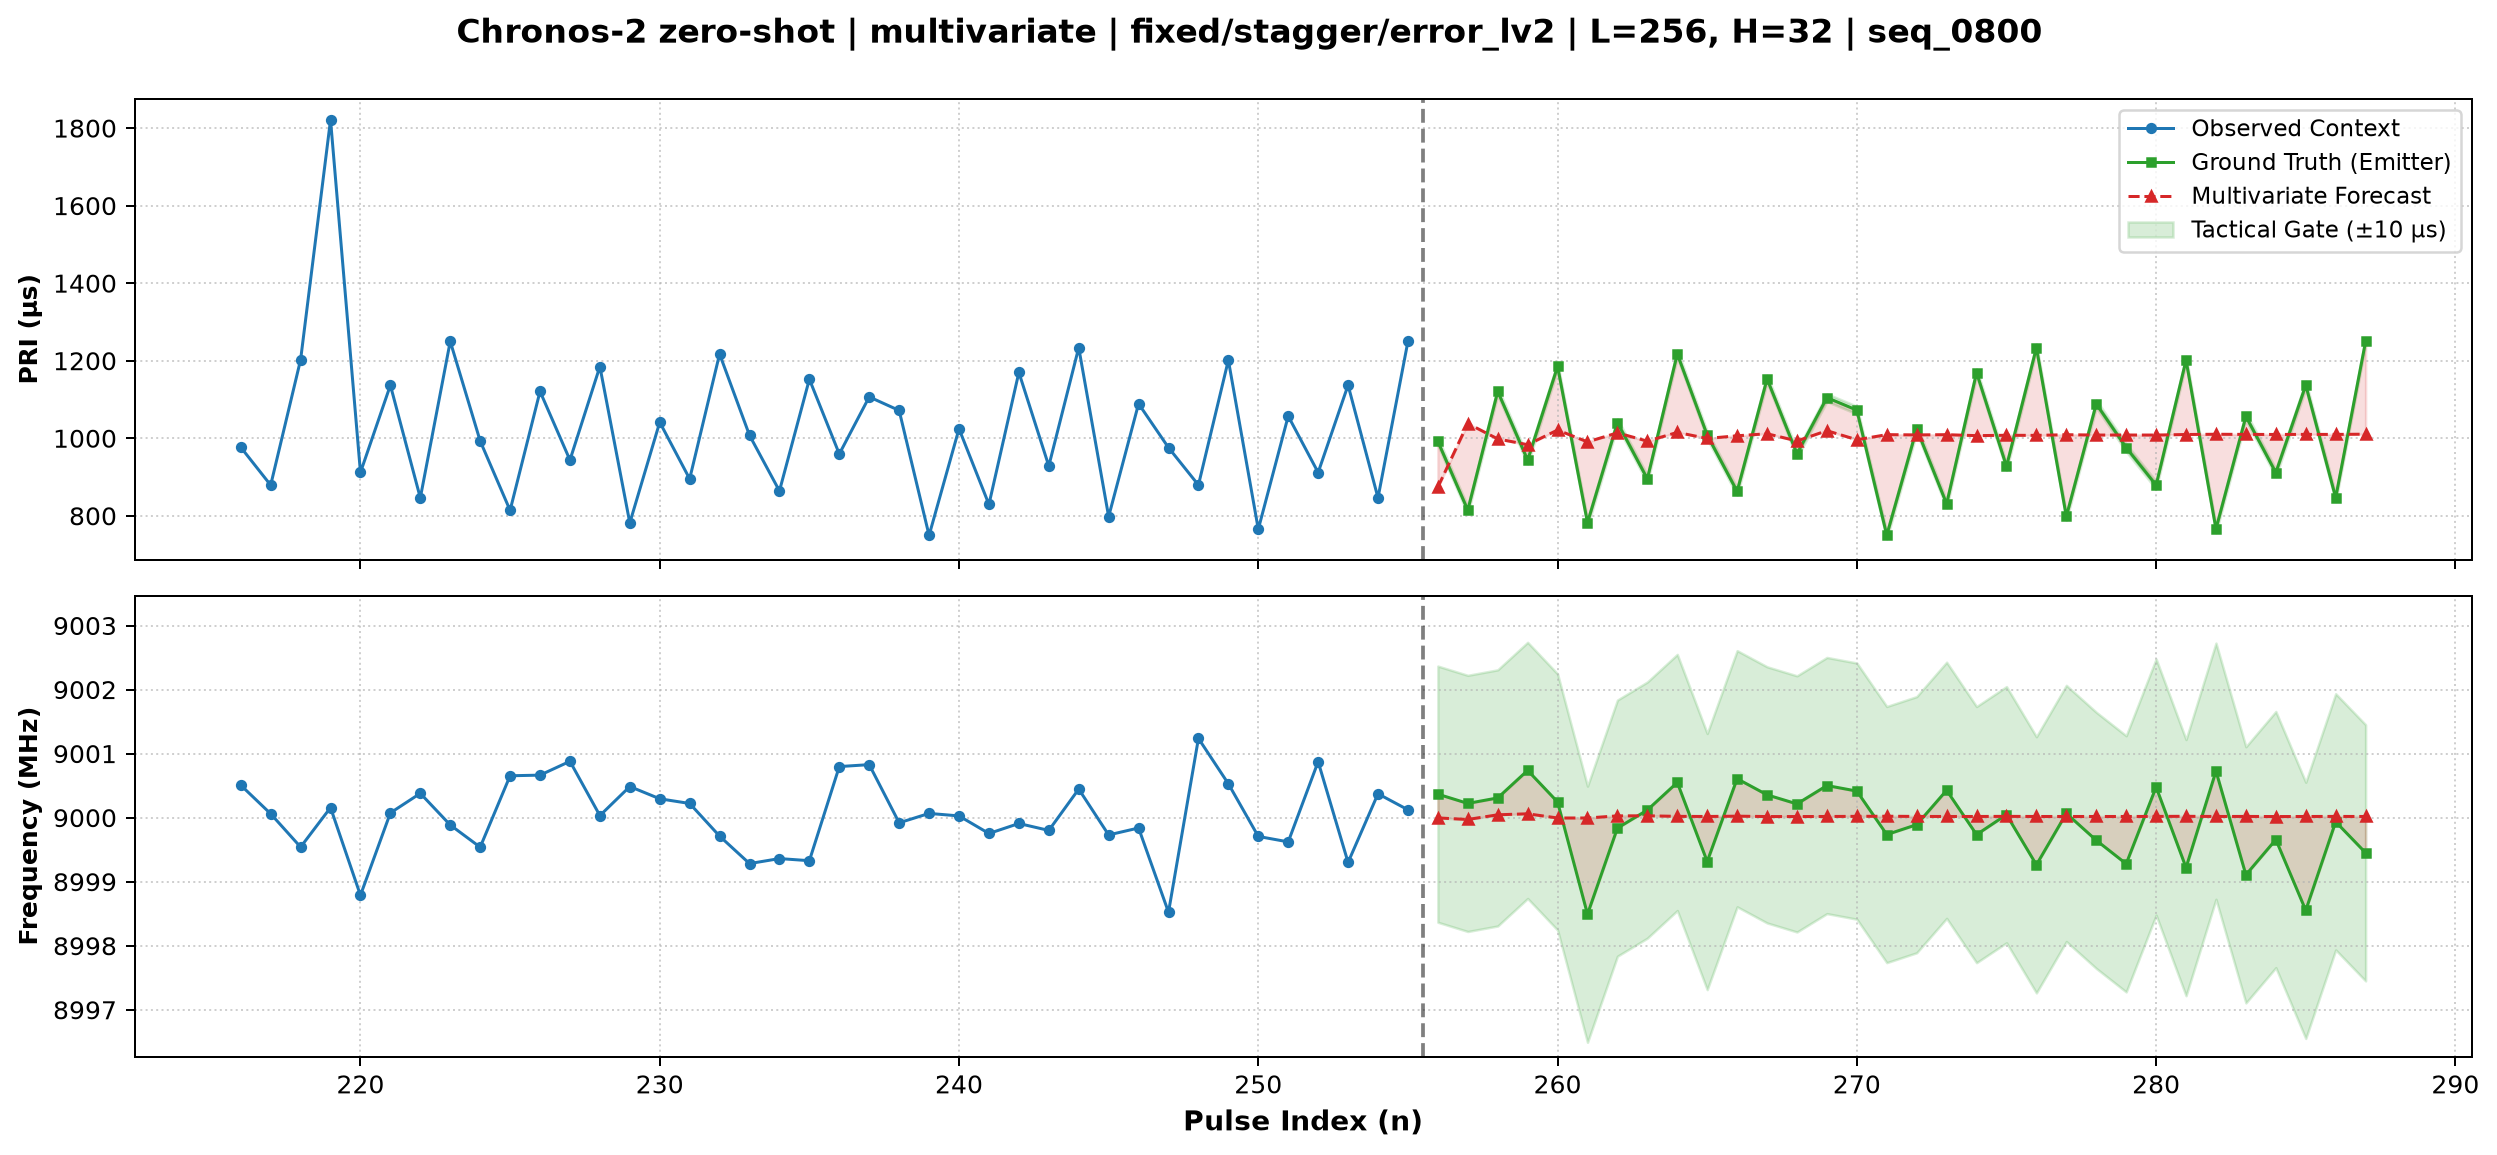 Chronos-2 zero-shot | multivariate | fixed/stagger/error_lv2 | L=256, H=32 | seq_0800
PRI (µs)
1800
1600
1400
1200
1000
800
Observed Context
Ground Truth (Emitter)
Multivariate Forecast
Tactical Gate (±10 µs)
Frequency (MHz)
9003
9002
9001
9000
8999
8998
8997
220 230 240 250 260 270 280 290
Pulse Index (n)